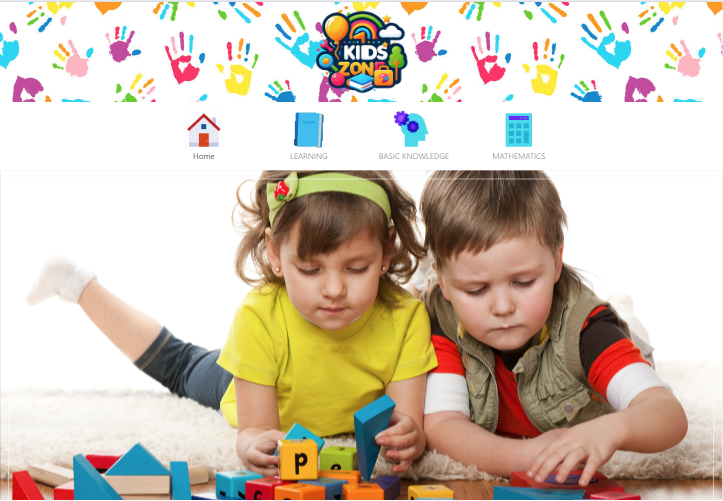 KIDS
ZONE
Home
LEARNING
BASIC KNOWLEDGE
MATHEMATICS
p